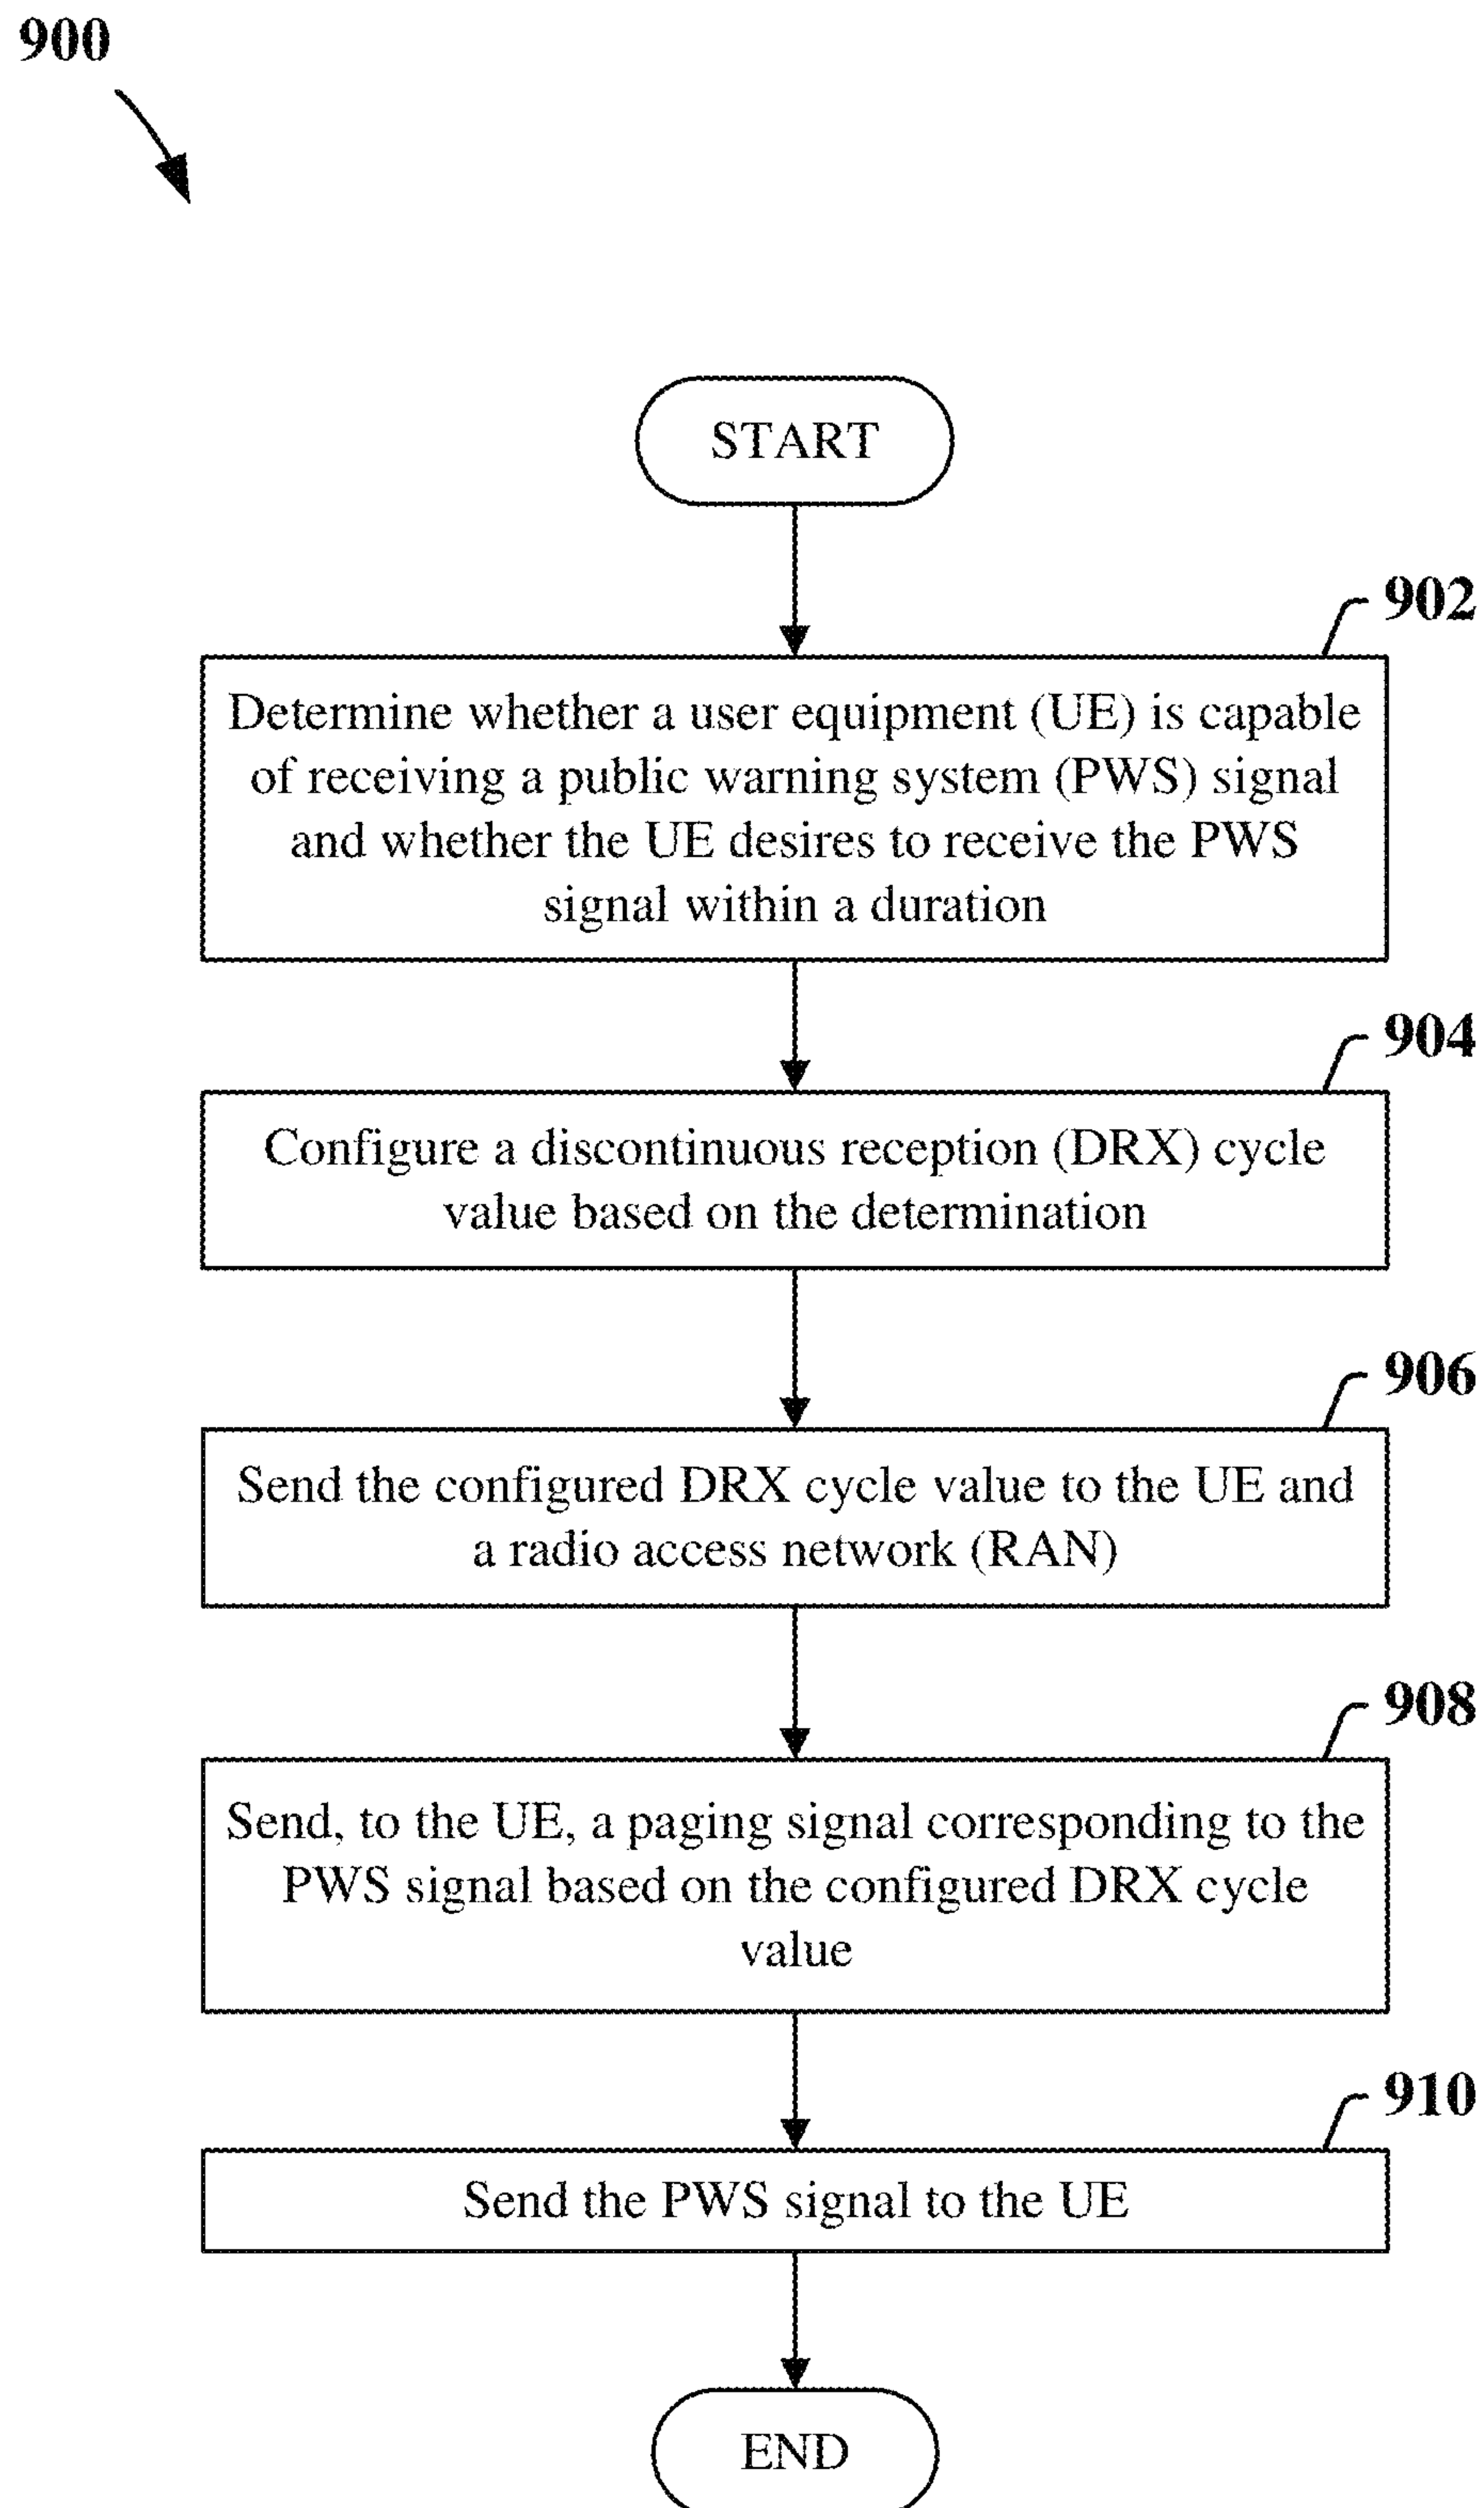 900
START
902
Determine whether a user equipment (UE) is capable
of receiving a public warning system (PWS) signal
and whether the UE desires to receive the PWS
signal within a duration
904
Configure a discontinuous reception (DRX) cycle
value based on the determination
906
Send the configured DRX cycle value to the UE and
a radio access network (RAN)
908
Send, to the UE, a paging signal corresponding to the
PWS signal based on the configured DRX cycle
value
910
Send the PWS signal to the UE
END